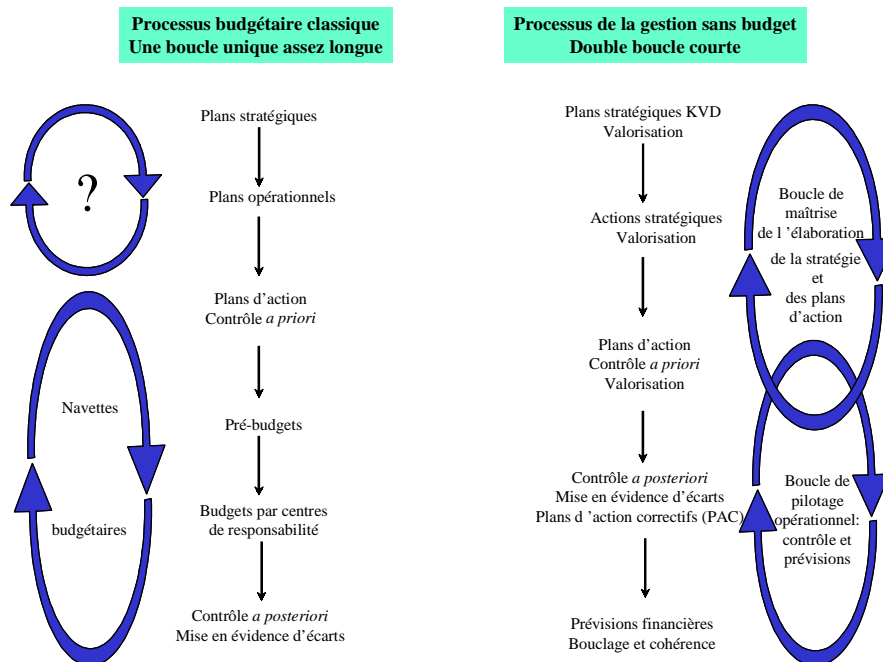 Processus budgétaire classique
Une boucle unique assez longue
Plans stratégiques
?
Plans opérationnels
Plans d’action
Contrôle a priori
Navettes
Pré-budgets
budgétaires
Budgets par centres
de responsabilité
Contrôle a posteriori
Mise en évidence d’écarts
Processus de la gestion sans budget
Double boucle courte
Plans stratégiques KVD
Valorisation
Actions stratégiques
Valorisation
Plans d’action
Contrôle a priori
Valorisation
Contrôle a posteriori
Mise en évidence d’écarts
Plans d ’action correctifs (PAC)
Prévisions financières
Bouclage et cohérence
Boucle de
maîtrise
de l ’élaboration
de la stratégie
et
des plans
d’action
Boucle de
pilotage
opérationnel:
contrôle et
prévisions